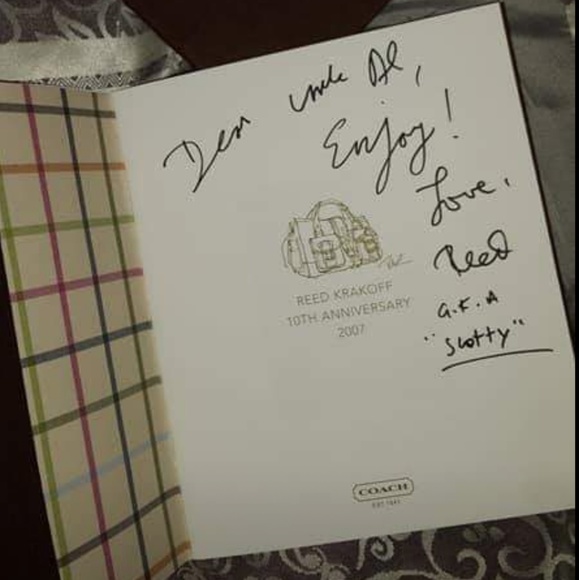 Dear Uncle Al,
Enjoy!
Love,
Reed
REED KRAKOFF
10TH ANNIVERSARY
2007
G.F.A
"Scotty"
COACH
EST. 1941